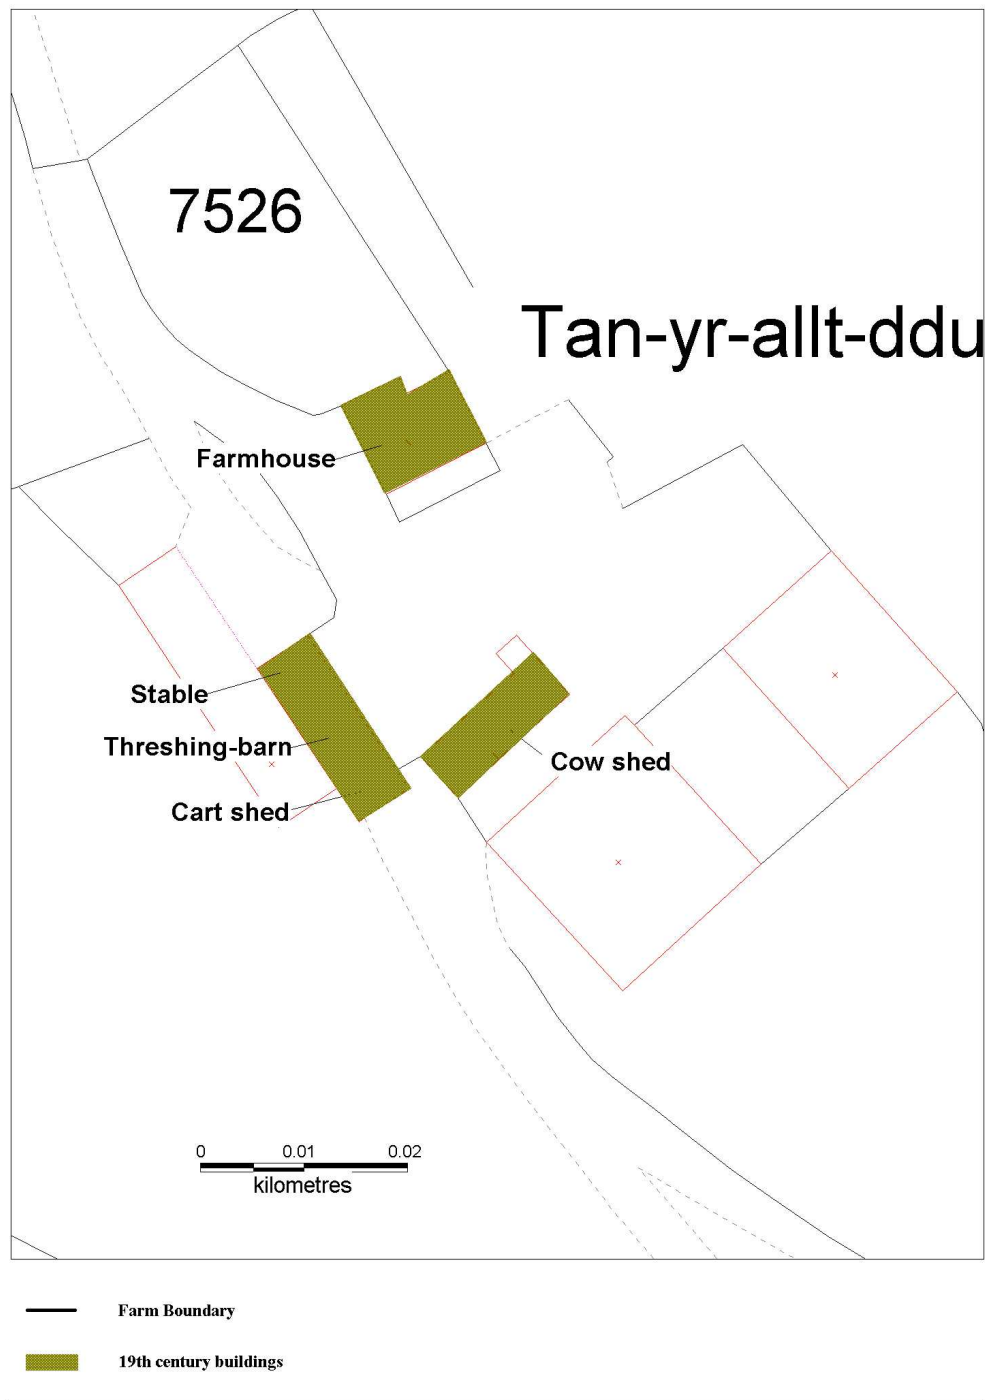 7526
Tan-yr-allt-ddu
Farmhouse
Stable
Threshing-barn
Cow shed
Cart shed
0 0.01 0.02
kilometres
Farm Boundary
19th century buildings